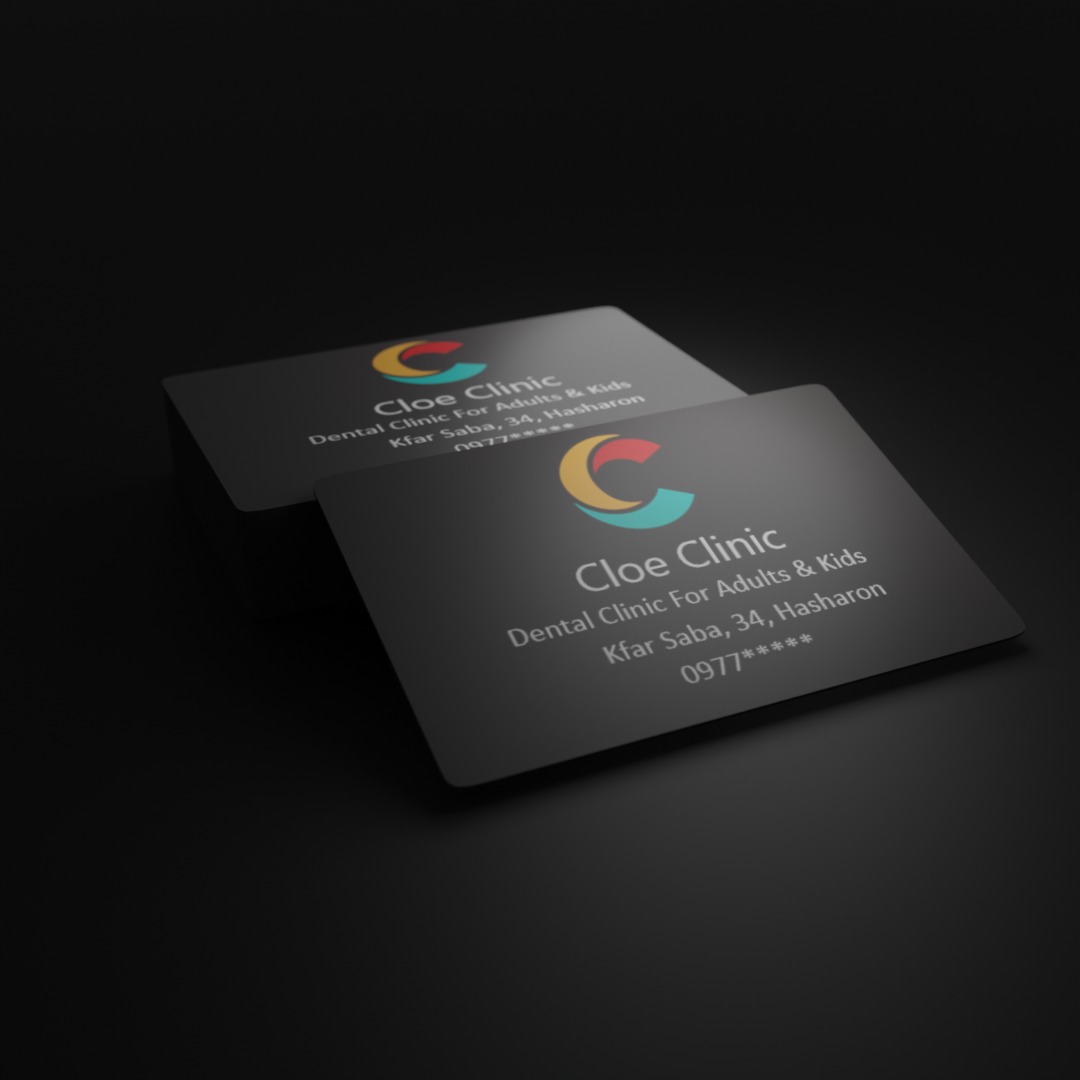 Cloe Clinic
Dental Clinic For Adults & Kids
Kfar Saba, 34, Hasharon
0977*****
Cloe Clinic
Dental Clinic For Adults & Kids
Kfar Saba, 34, Hasharon
0977*****